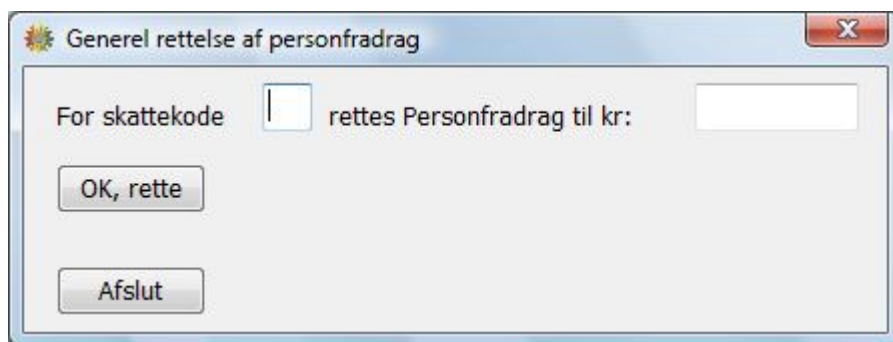 Generel rettelse af personfradrag
For skattekode rettes Personfradrag til kr:
OK, rette
Afslut